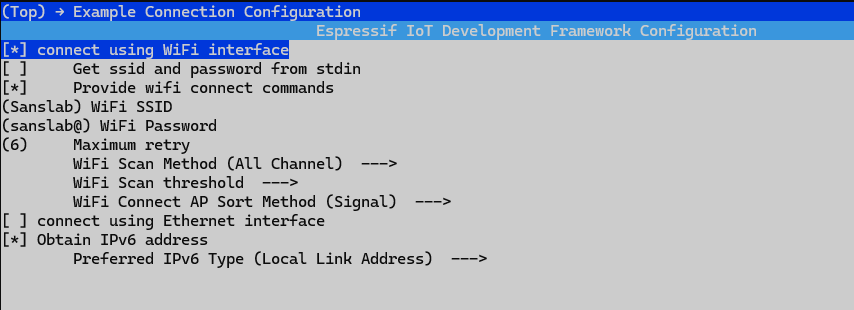 (Top) → Example Connection Configuration
Espressif IoT Development Framework Configuration
[*] connect using WiFi interface
[ ]     Get ssid and password from stdin
[*]     Provide wifi connect commands
(Sanslab) WiFi SSID
(sanslab@) WiFi Password
(6)     Maximum retry
WiFi Scan Method (All Channel)  --->
WiFi Scan threshold  --->
WiFi Connect AP Sort Method (Signal)  --->
[ ] connect using Ethernet interface
[*] Obtain IPv6 address
Preferred IPv6 Type (Local Link Address)  --->